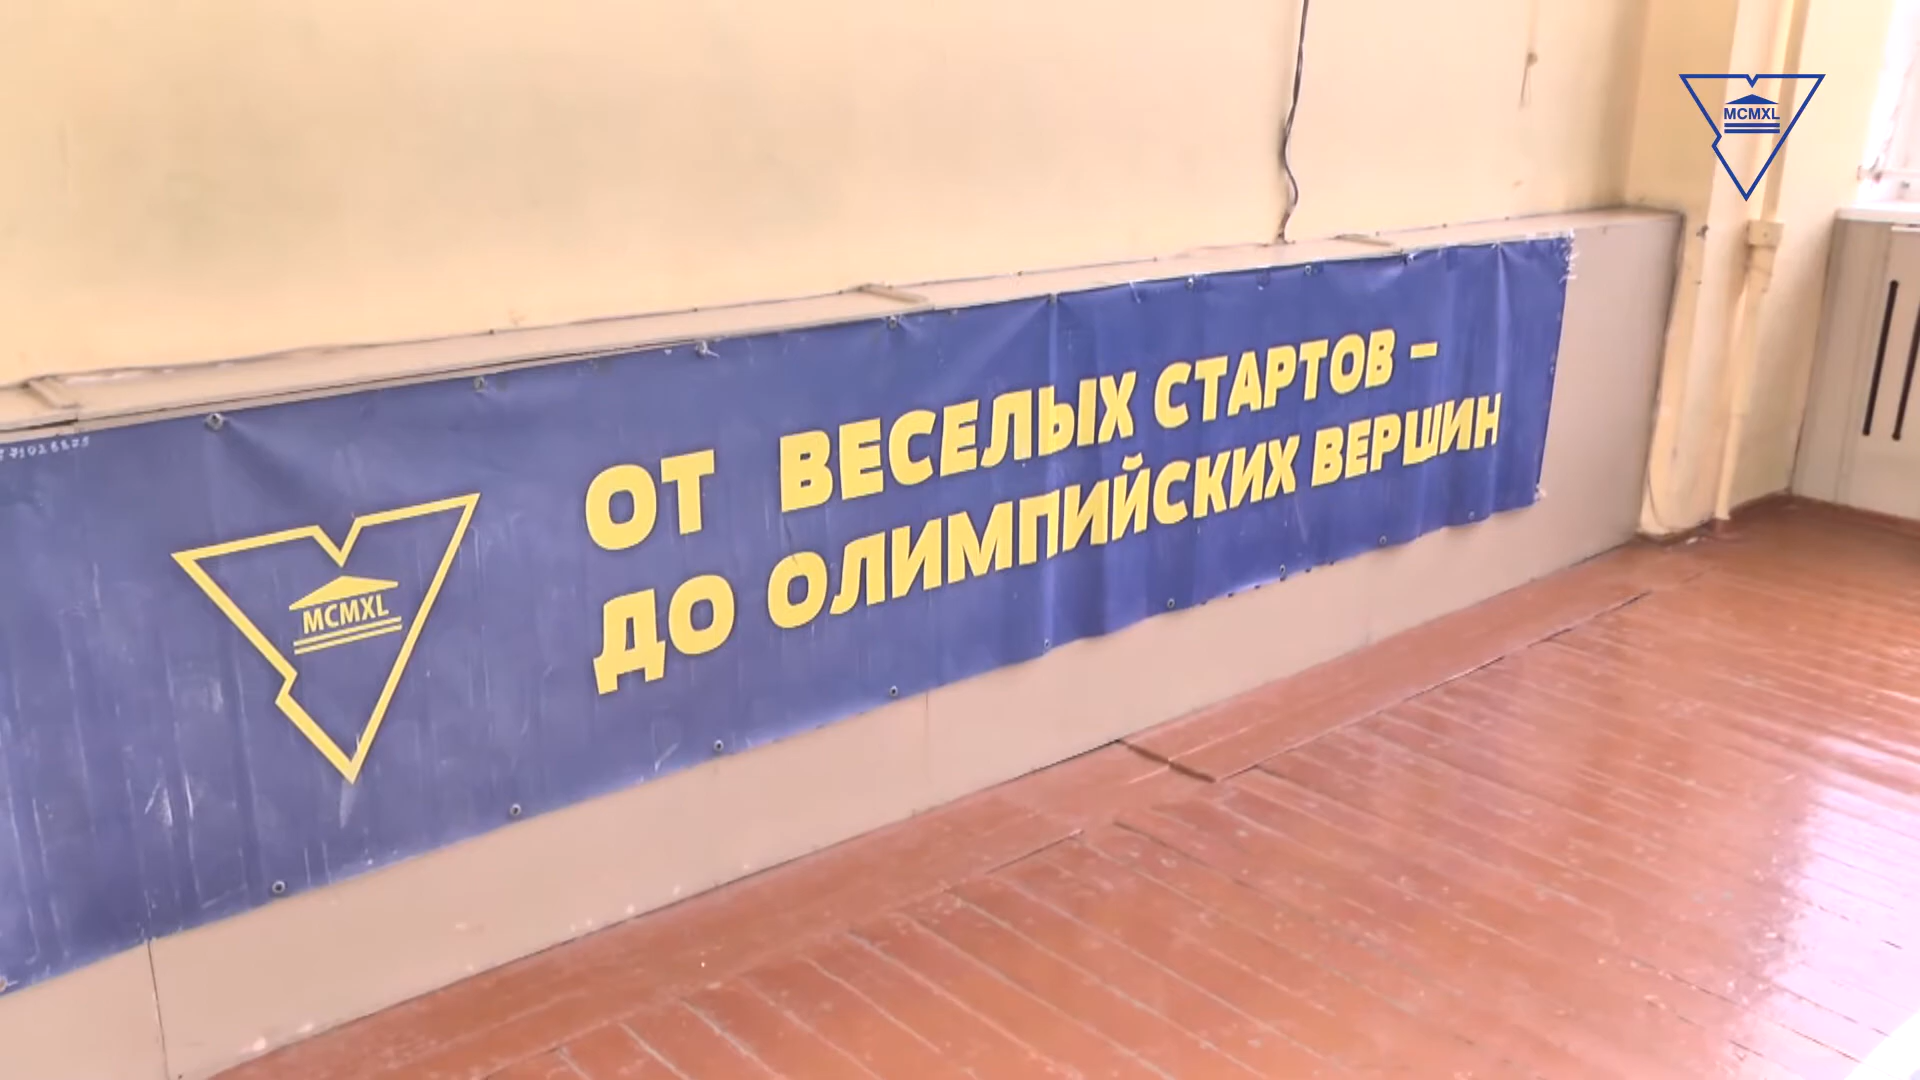 MCMXL
MCMXL
ОТ ВЕСЕЛЫХ СТАРТОВ –
ДО ОЛИМПИЙСКИХ ВЕРШИН